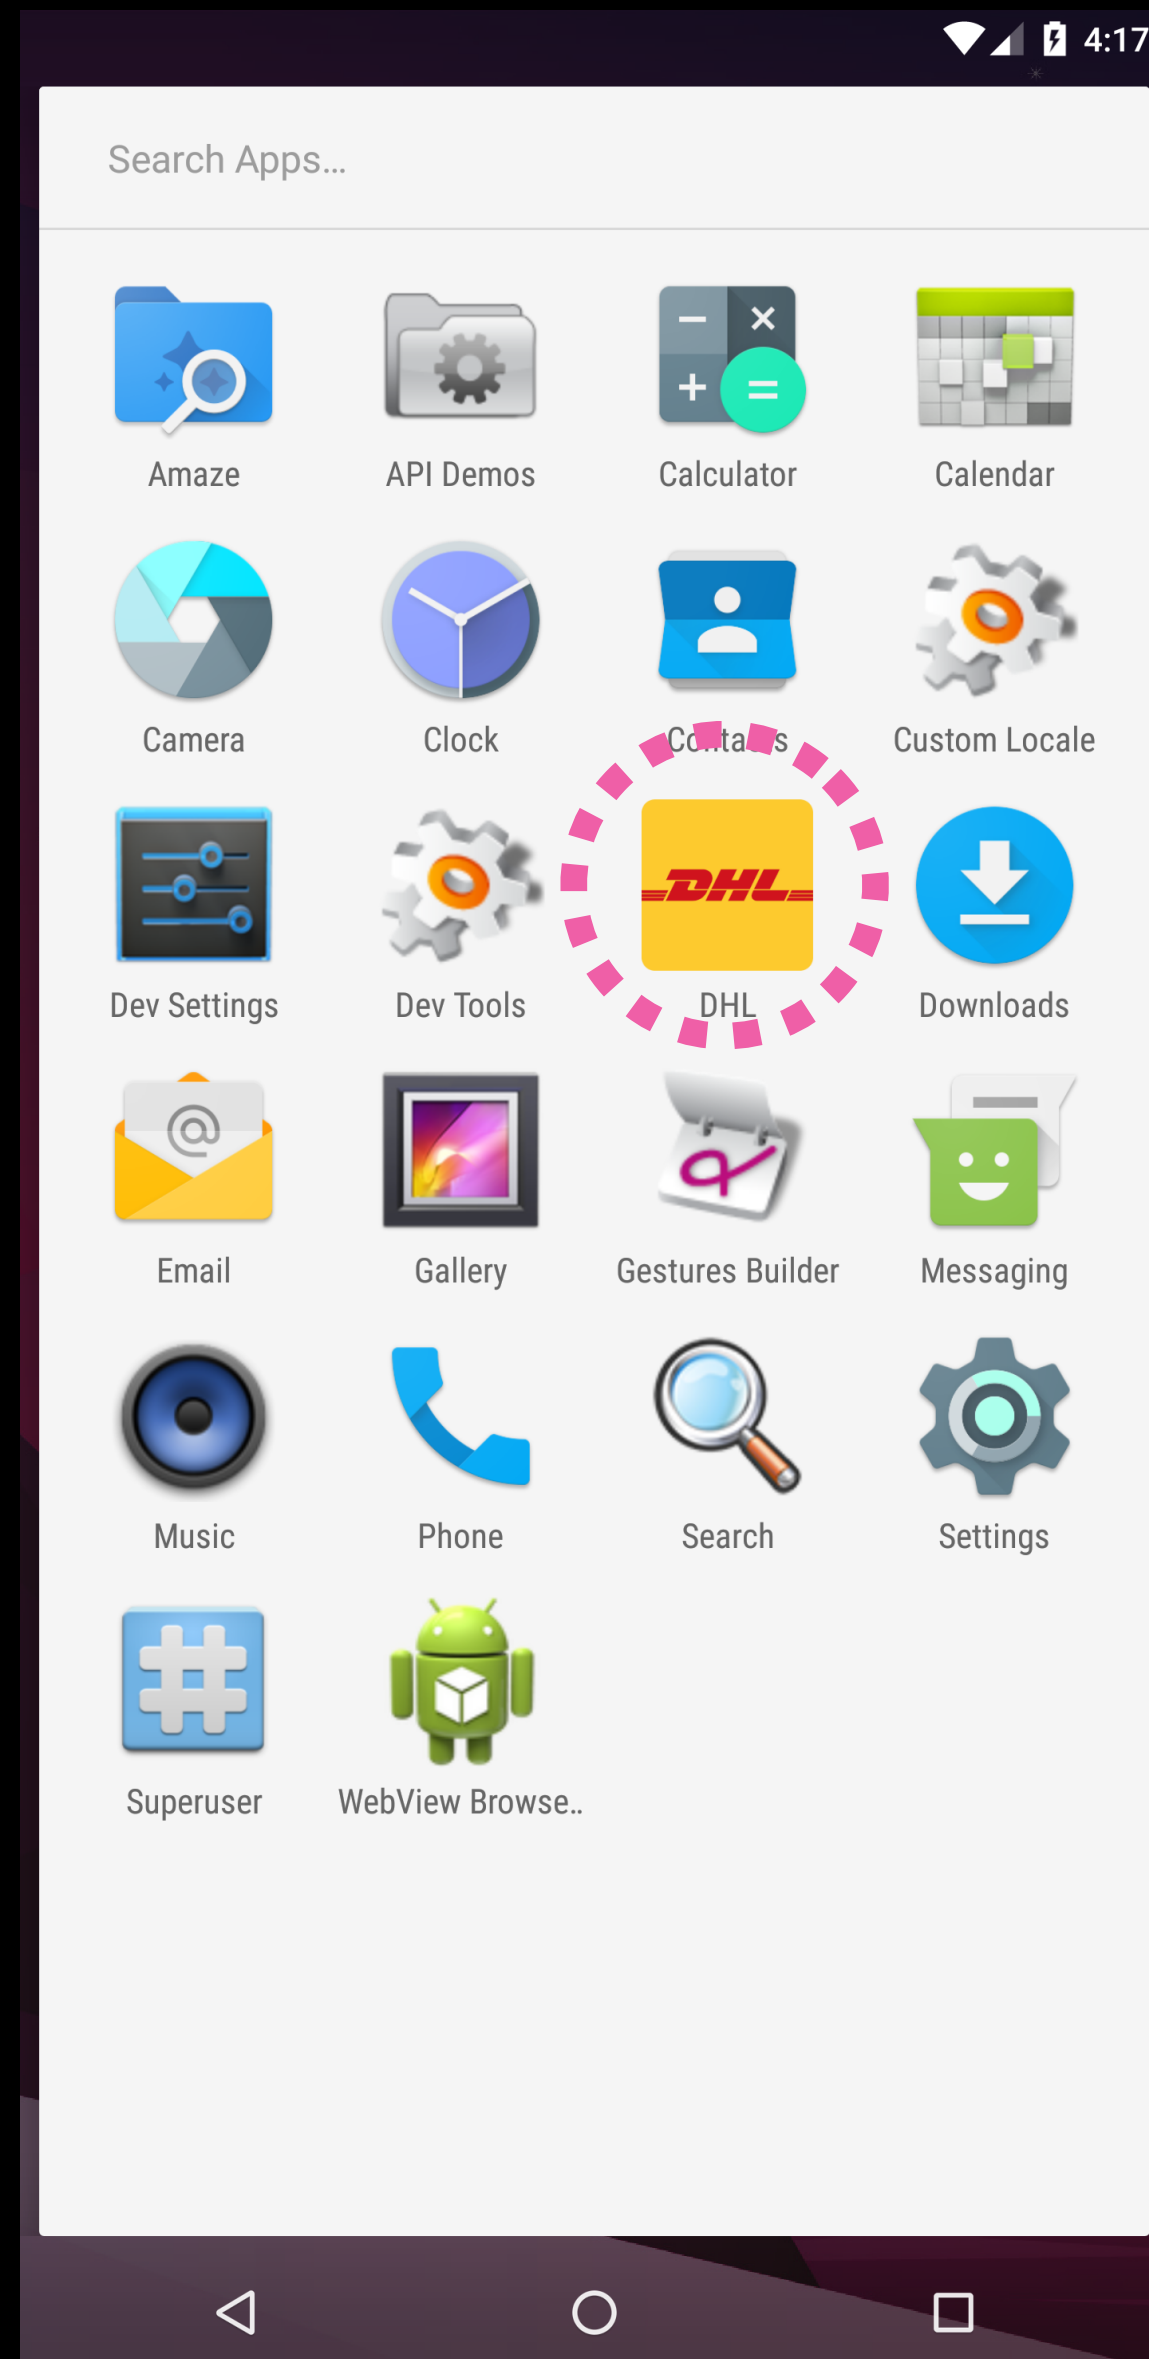 4:17
Search Apps...
Amaze
API Demos
Calculator
Calendar
Camera
Clock
Contacts
Custom Locale
DHL
Dev Settings
Dev Tools
DHL
Downloads
Email
Gallery
Gestures Builder
Messaging
Music
Phone
Search
Settings
Superuser
WebView Browse..